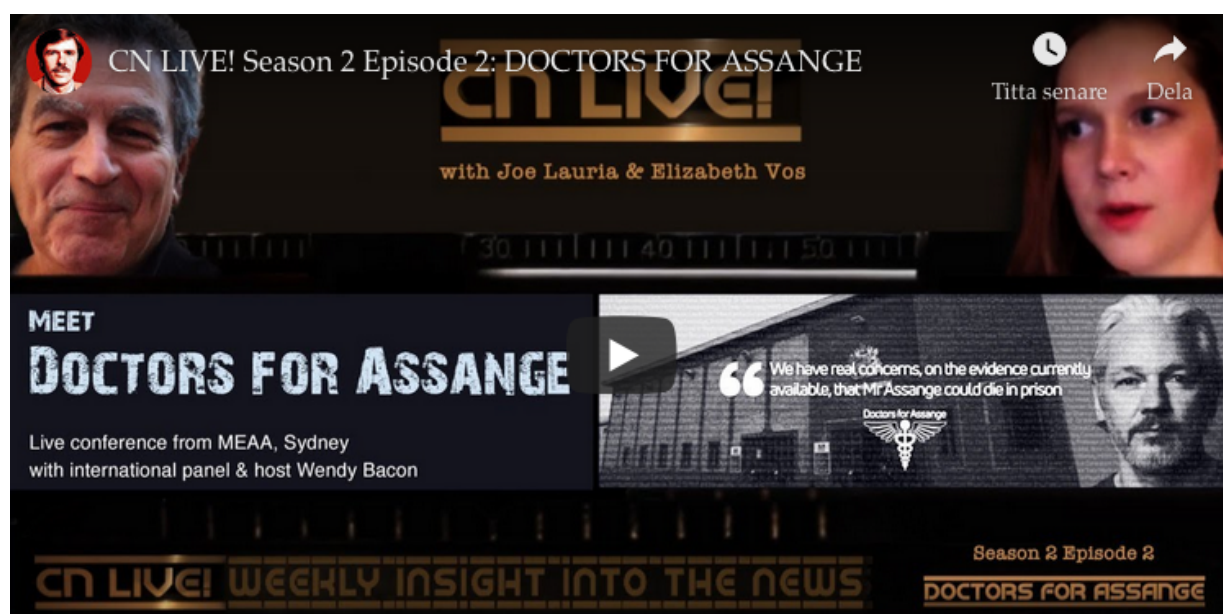 CN LIVE! Season 2 Episode 2: DOCTORS FOR ASSANGE
Titta senare
Dela
CN LIVE!
with Joe Lauria & Elizabeth Vos
30 40 50
MEET
DOCTORS FOR ASSANGE
Live conference from MEAA, Sydney
with international panel & host Wendy Bacon
“We have real concerns, on the evidence currently
available, that Mr Assange could die in prison
Doctors for Assange
CN LIVE! WEEKLY INSIGHT INTO THE NEWS
Season 2 Episode 2
DOCTORS FOR ASSANGE